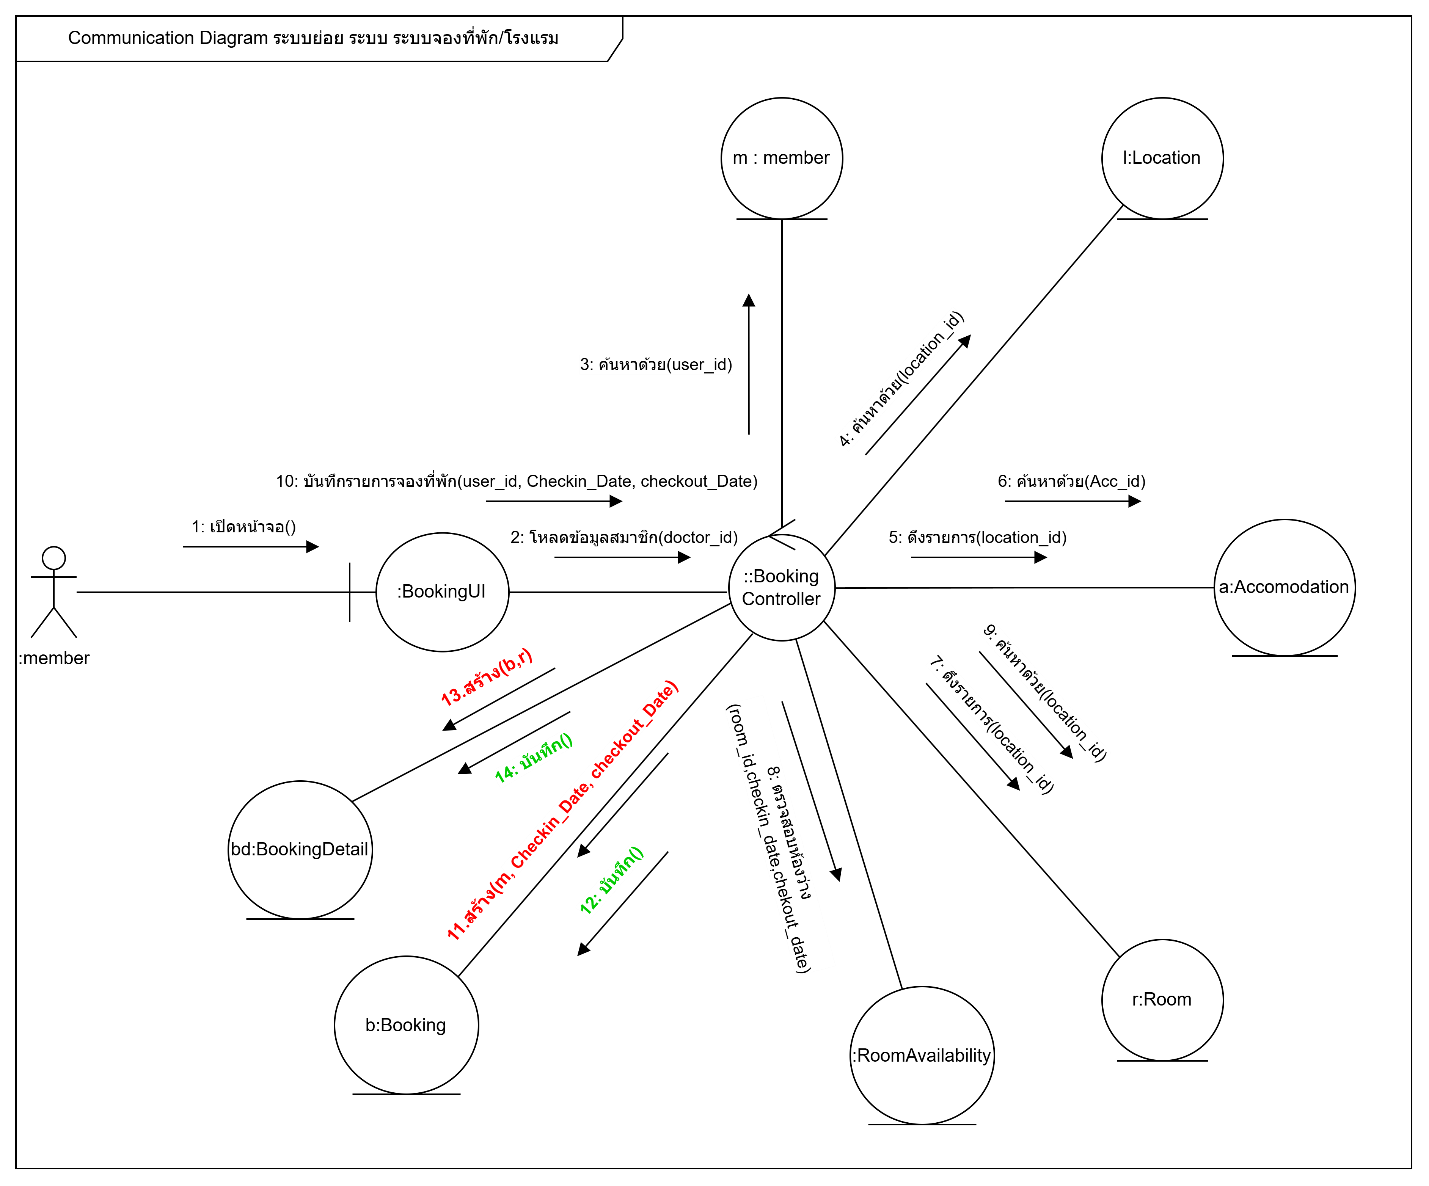 Communication Diagram ระบบย่อย ระบบ ระบบจองที่พัก/โรงแรม
m : member
l:Location
3: ค้นหาด้วย(user_id)
4: ค้นหาด้วย(location_id)
10: บันทึกรายการจองที่พัก(user_id, Checkin_Date, checkout_Date)
6: ค้นหาด้วย(Acc_id)
1: เปิดหน้าจอ()
2: โหลดข้อมูลสมาชิก(doctor_id)
5: ดึงรายการ(location_id)
:BookingUI
::Booking
Controller
a:Accomodation
:member
13.สร้าง(b,r)
14: บันทึก()
11.สร้าง(m, Checkin_Date, checkout_Date)
12: บันทึก()
8: ตรวจสอบห้องว่าง
(room_id,checkin_date,chekout_date)
7: ดึงรายการ(location_id)
9: ค้นหาด้วย(location_id)
bd:BookingDetail
b:Booking
:RoomAvailability
r:Room